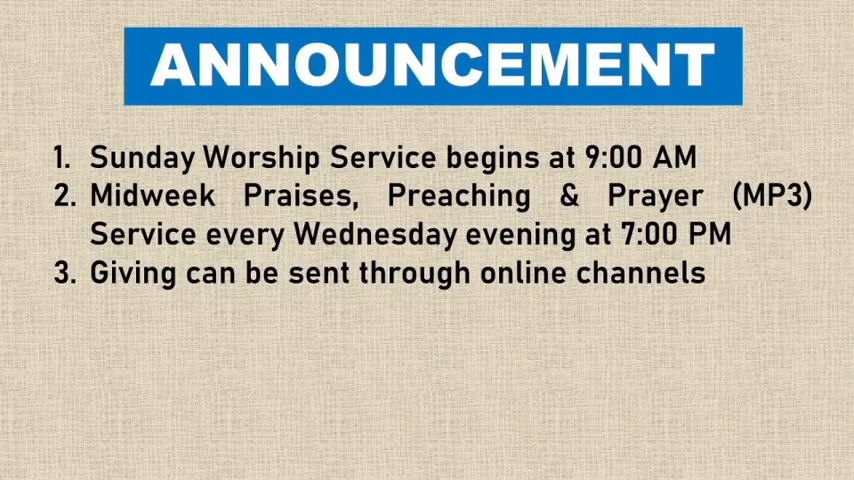 ANNOUNCEMENT
1. Sunday Worship Service begins at 9:00 AM
2. Midweek Praises, Preaching & Prayer (MP3)
Service every Wednesday evening at 7:00 PM
3. Giving can be sent through online channels